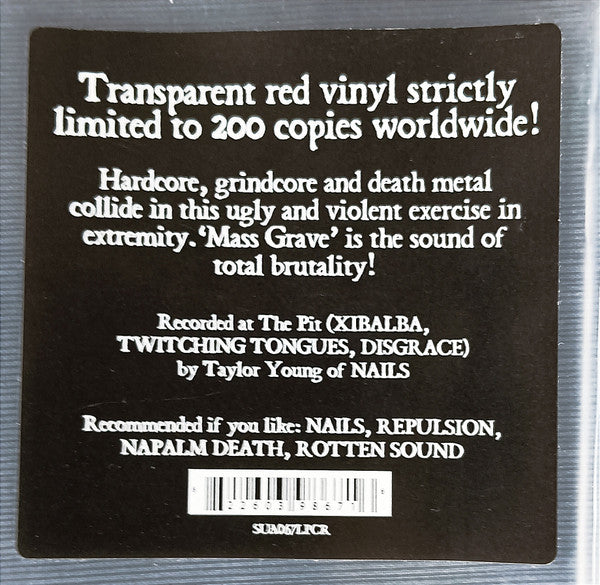 Transparent red vinyl strictly
limited to 200 copies worldwide!
Hardcore, grindcore and death metal
collide in this ugly and violent exercise in
extremity. ‘Mass Grave’ is the sound of
total brutality!
Recorded at The Pit (XIBALBA,
TWITCHING TONGUES, DISGRACE)
by Taylor Young of NAILS
Recommended if you like: NAILS, REPULSION,
NAPALM DEATH, ROTTEN SOUND
SUA067LPCR